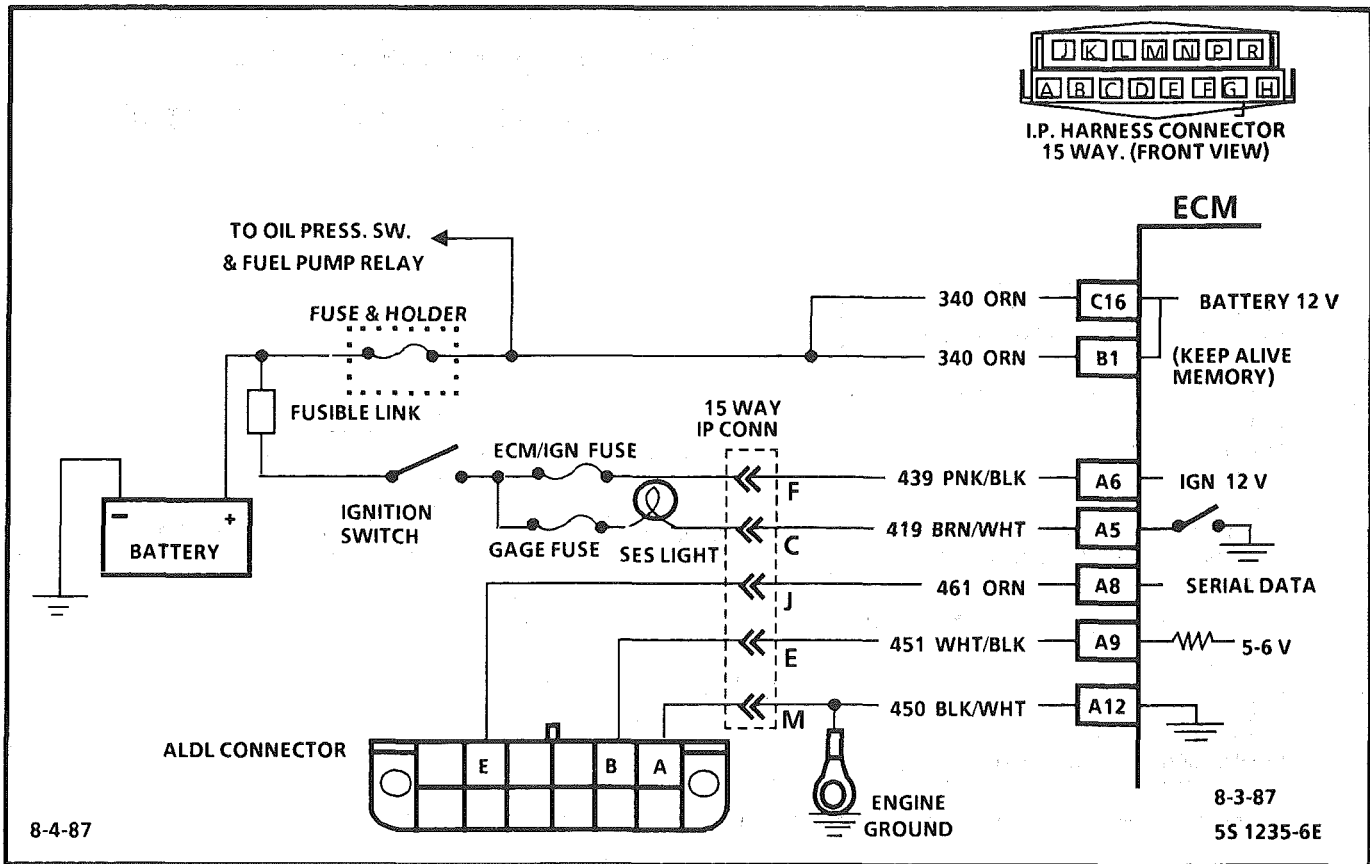 J K L M N P R
A B C D E F G H
I.P. HARNESS CONNECTOR
15 WAY. (FRONT VIEW)
ECM
TO OIL PRESS. SW.
& FUEL PUMP RELAY
340 ORN C16 BATTERY 12 V
FUSE & HOLDER
340 ORN B1 (KEEP ALIVE
MEMORY)
FUSIBLE LINK
15 WAY
IP CONN
ECM/IGN FUSE
F 439 PNK/BLK A6 IGN 12 V
IGNITION
SWITCH
GAGE FUSE SES LIGHT C 419 BRN/WHT A5
- +
BATTERY
J 461 ORN A8 SERIAL DATA
E 451 WHT/BLK A9 5-6 V
M 450 BLK/WHT A12
ALDL CONNECTOR
E B A
ENGINE
GROUND
8-4-87
8-3-87
5S 1235-6E